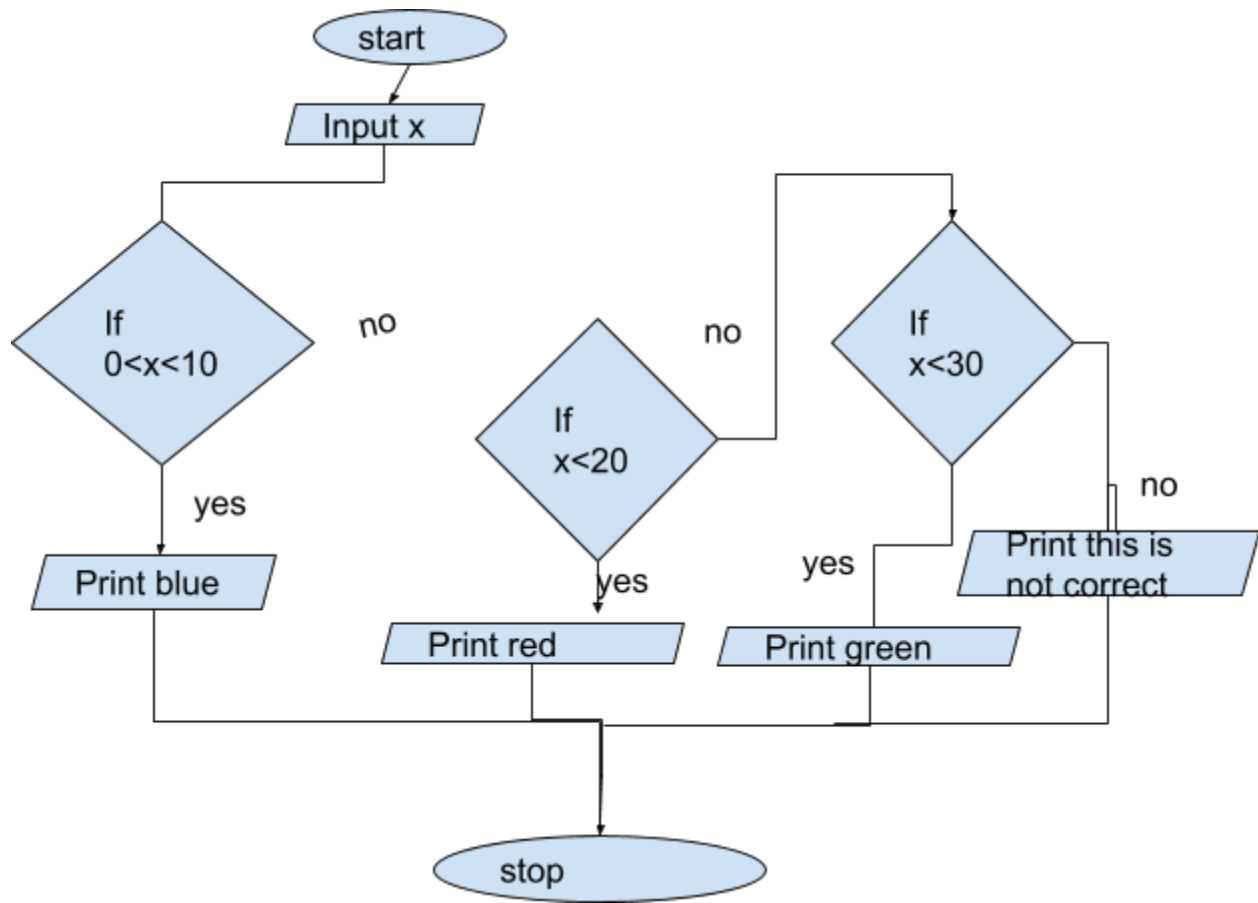 start
Input x
If
0<x<10
no
yes
Print blue
If
x<20
no
yes
Print red
If
x<30
yes
Print green
no
Print this is
not correct
stop